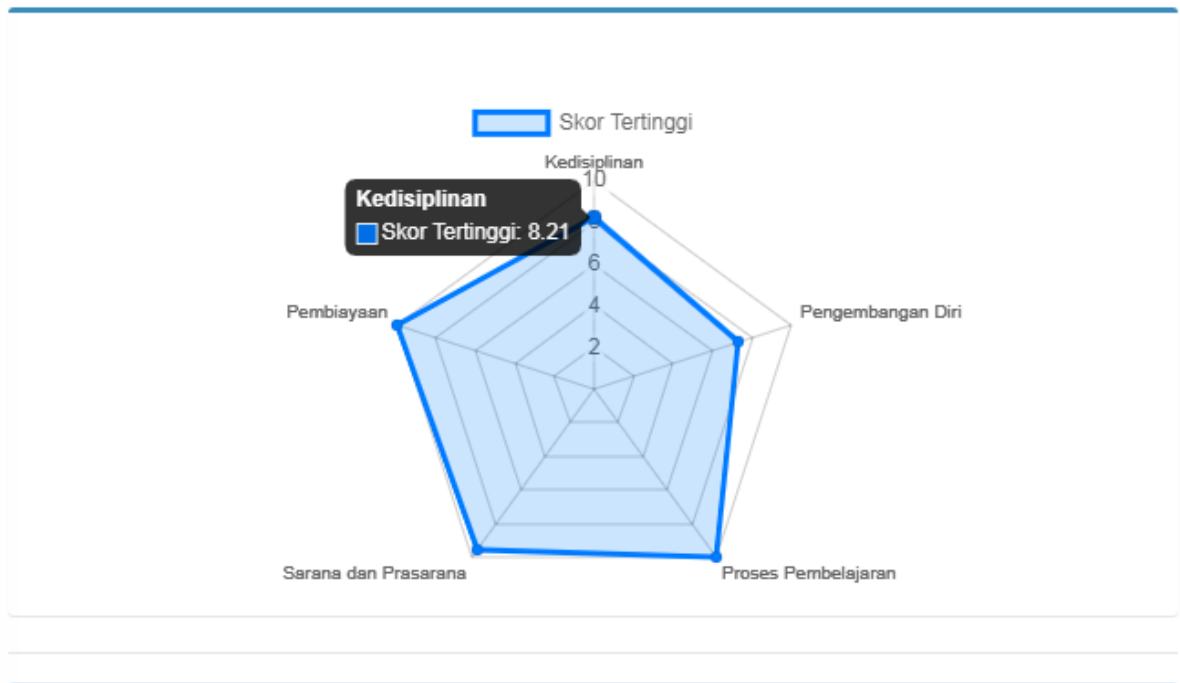 Skor Tertinggi
Kedisiplinan
10
Kedisiplinan
Skor Tertinggi: 8.21
6
4
2
Pembiayaan
Pengembangan Diri
Sarana dan Prasarana
Proses Pembelajaran